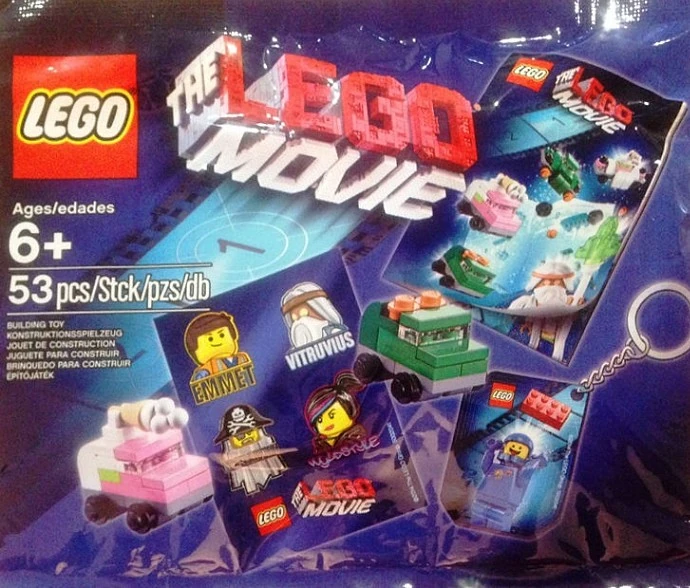 LEGO
THE LEGO MOVIE
Ages/edades
6+
53 pcs/Stck/pzs/db
BUILDING TOY
KONSTRUKTIONSSPIELZEUG
JOUET DE CONSTRUCTION
JUGUETE PARA CONSTRUIR
BRINQUEDO PARA CONSTRUIR
ÉPÍTŐJÁTÉK
1
LEGO THE LEGO MOVIE
EMMET
VITRUVIUS
wyldstyle
LEGO THE LEGO MOVIE
LEGO